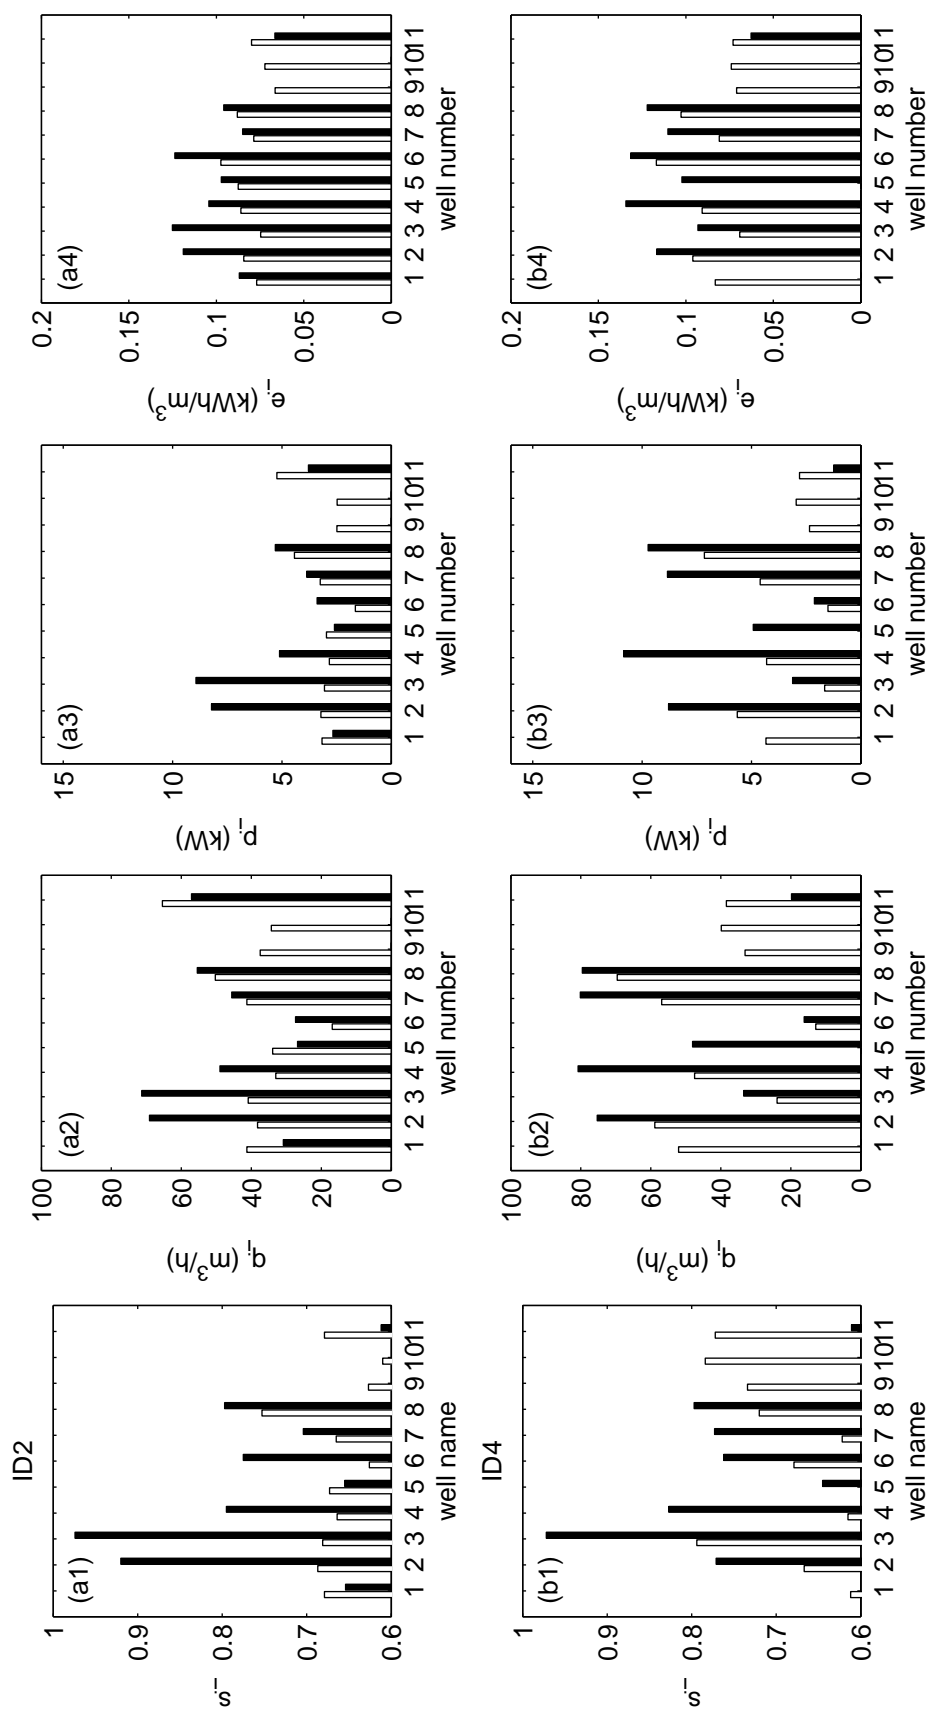 ID2
(a1)
1
0.9
0.8
0.7
0.6
s_i
1 2 3 4 5 6 7 8 9 10 11
well name
(a2)
100
80
60
40
20
0
q_i (m³/h)
1 2 3 4 5 6 7 8 9 10 11
well number
(a3)
15
10
5
0
p_i (kW)
1 2 3 4 5 6 7 8 9 10 11
well number
(a4)
0.2
0.15
0.1
0.05
0
e_i (kWh/m³)
1 2 3 4 5 6 7 8 9 10 11
well number
ID4
(b1)
1
0.9
0.8
0.7
0.6
s_i
1 2 3 4 5 6 7 8 9 10 11
well name
(b2)
100
80
60
40
20
0
q_i (m³/h)
1 2 3 4 5 6 7 8 9 10 11
well number
(b3)
15
10
5
0
p_i (kW)
1 2 3 4 5 6 7 8 9 10 11
well number
(b4)
0.2
0.15
0.1
0.05
0
e_i (kWh/m³)
1 2 3 4 5 6 7 8 9 10 11
well number